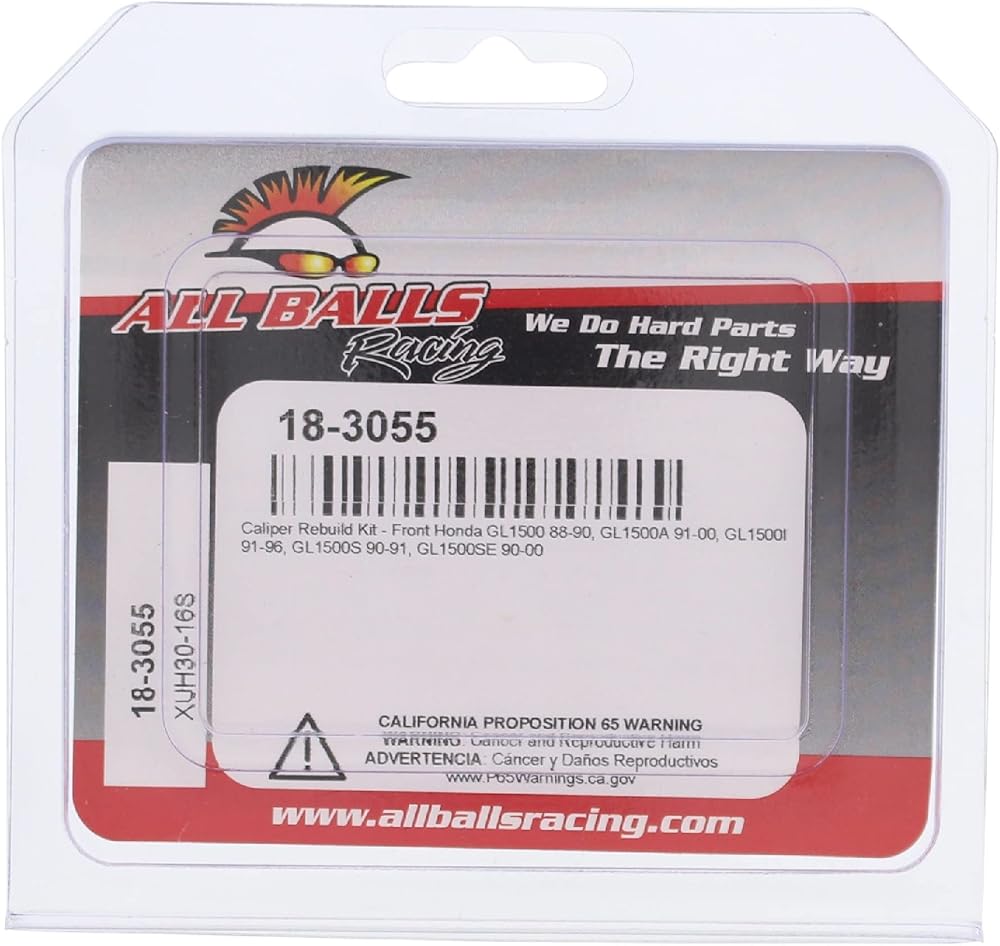 ALL BALLS
Racing
We Do Hard Parts
The Right Way
18-3055
Caliper Rebuild Kit - Front Honda GL1500 88-90, GL1500A 91-00, GL1500I
91-96, GL1500S 90-91, GL1500SE 90-00
18-3055
XUH30-16S
CALIFORNIA PROPOSITION 65 WARNING
WARNING: Cancer and Reproductive Harm
ADVERTENCIA: Cáncer y Daños Reproductivos
www.P65Warnings.ca.gov
www.allballsracing.com